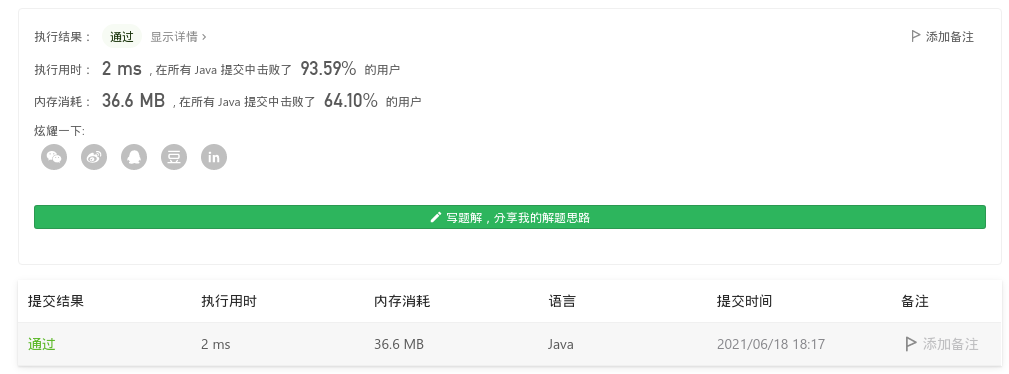 执行结果： 通过 显示详情 › 添加备注
执行用时： 2 ms , 在所有 Java 提交中击败了 93.59% 的用户
内存消耗： 36.6 MB , 在所有 Java 提交中击败了 64.10% 的用户
炫耀一下:
豆 in
写题解，分享我的解题思路
提交结果 执行用时 内存消耗 语言 提交时间 备注
通过 2 ms 36.6 MB Java 2021/06/18 18:17 添加备注